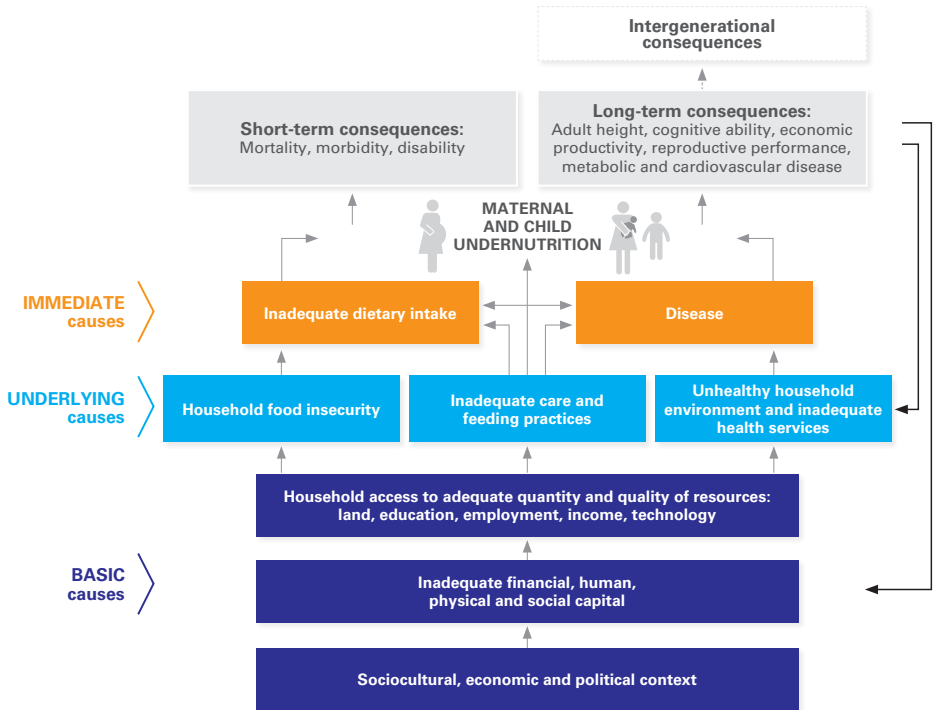 Intergenerational
consequences
Short-term consequences:
Mortality, morbidity, disability
Long-term consequences:
Adult height, cognitive ability, economic
productivity, reproductive performance,
metabolic and cardiovascular disease
MATERNAL
AND CHILD
UNDERNUTRITION
IMMEDIATE
causes
Inadequate dietary intake
Disease
UNDERLYING
causes
Household food insecurity
Inadequate care and
feeding practices
Unhealthy household
environment and inadequate
health services
Household access to adequate quantity and quality of resources:
land, education, employment, income, technology
BASIC
causes
Inadequate financial, human,
physical and social capital
Sociocultural, economic and political context